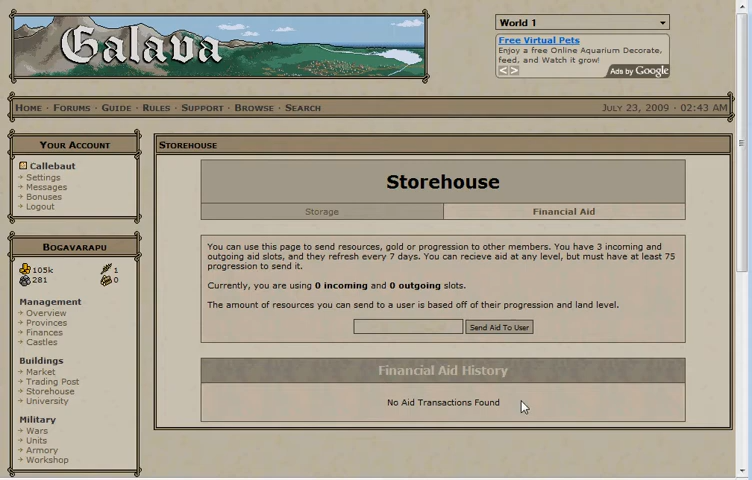 Galava
World 1
Free Virtual Pets
Enjoy a free Online Aquarium Decorate,
feed, and Watch it grow!
< > Ads by Google
Home · Forums · Guide · Rules · Support · Browse · Search
July 23, 2009 · 02:43 AM
Your Account
Callebaut
Settings
Messages
Bonuses
Logout
Bogavarapu
105k 1
281 0
Management
Overview
Provinces
Finances
Castles
Buildings
Market
Trading Post
Storehouse
University
Military
Wars
Units
Armory
Workshop
Storehouse
Storehouse
Storage Financial Aid
You can use this page to send resources, gold or progression to other members. You have 3 incoming and
outgoing aid slots, and they refresh every 7 days. You can recieve aid at any level, but must have at least 75
progression to send it.
Currently, you are using 0 incoming and 0 outgoing slots.
The amount of resources you can send to a user is based off of their progression and land level.
Send Aid To User
Financial Aid History
No Aid Transactions Found